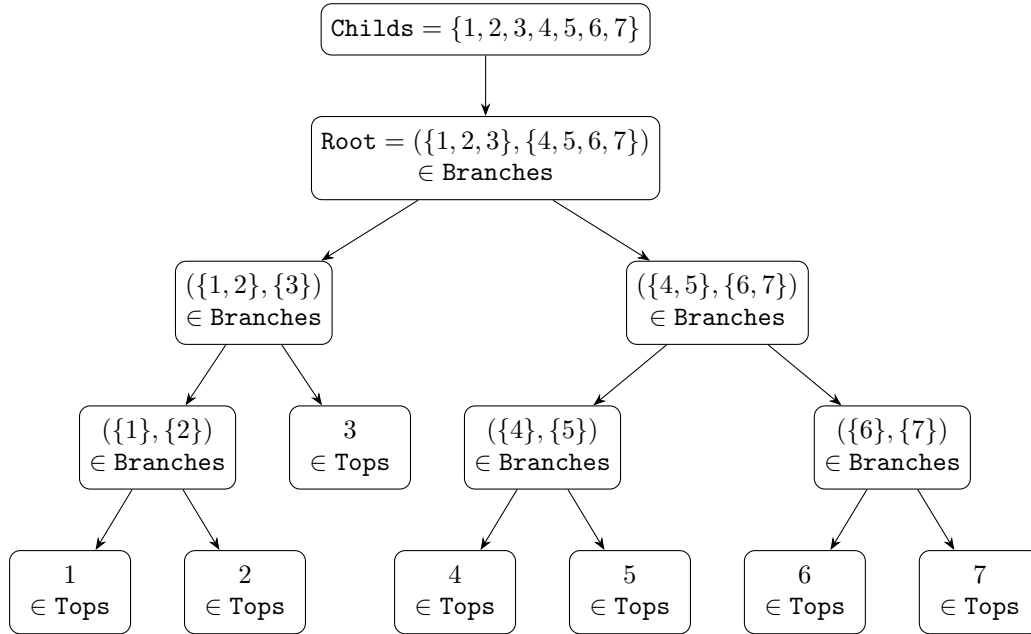 Childs = {1, 2, 3, 4, 5, 6, 7}
Root = ({1, 2, 3}, {4, 5, 6, 7})
∈ Branches
({1, 2}, {3})
∈ Branches
({4, 5}, {6, 7})
∈ Branches
({1}, {2})
∈ Branches
3
∈ Tops
({4}, {5})
∈ Branches
({6}, {7})
∈ Branches
1
∈ Tops
2
∈ Tops
4
∈ Tops
5
∈ Tops
6
∈ Tops
7
∈ Tops